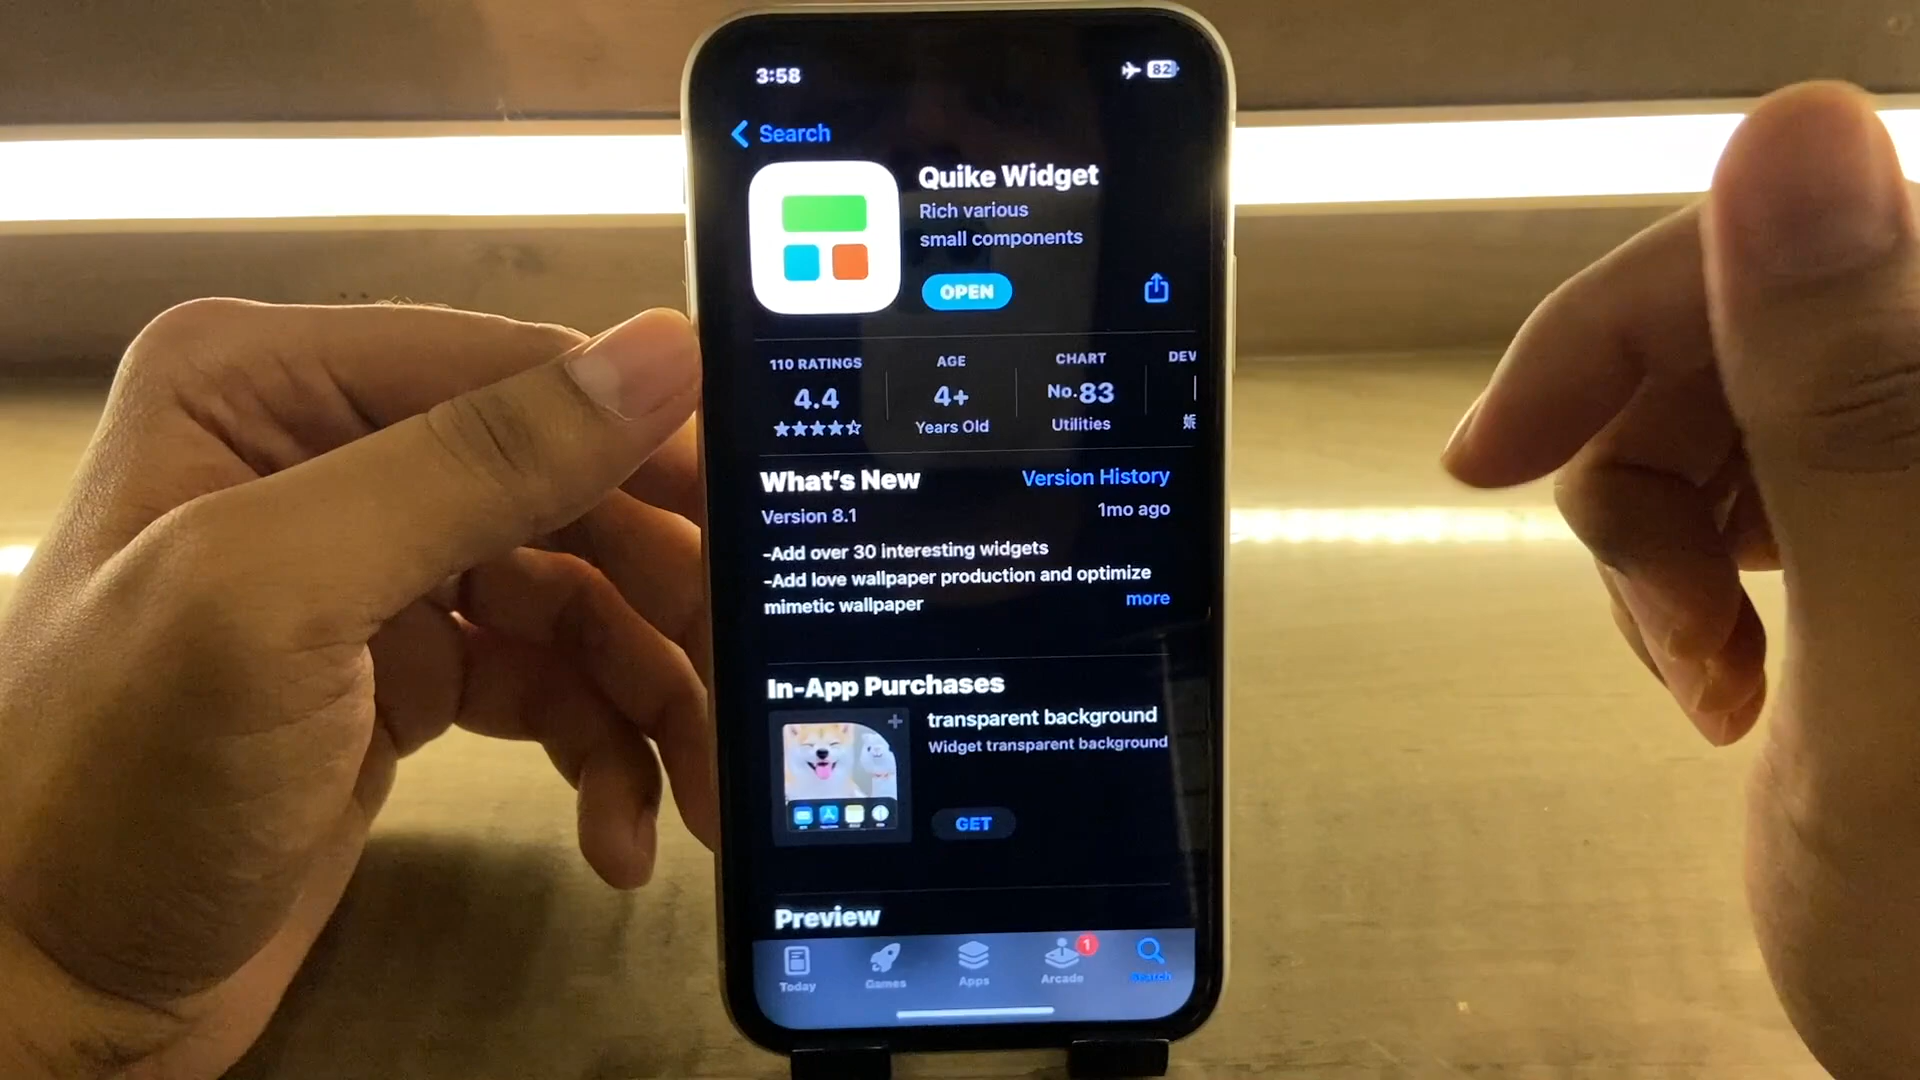 3:58
82
Search
Quike Widget
Rich various
small components
OPEN
110 RATINGS
AGE
CHART
DEV
4.4
4+
No.83
Years Old
Utilities
What's New
Version History
Version 8.1
1mo ago
-Add over 30 interesting widgets
-Add love wallpaper production and optimize
mimetic wallpaper
more
In-App Purchases
transparent background
Widget transparent background
GET
Preview
1
Today
Games
Apps
Arcade
Search